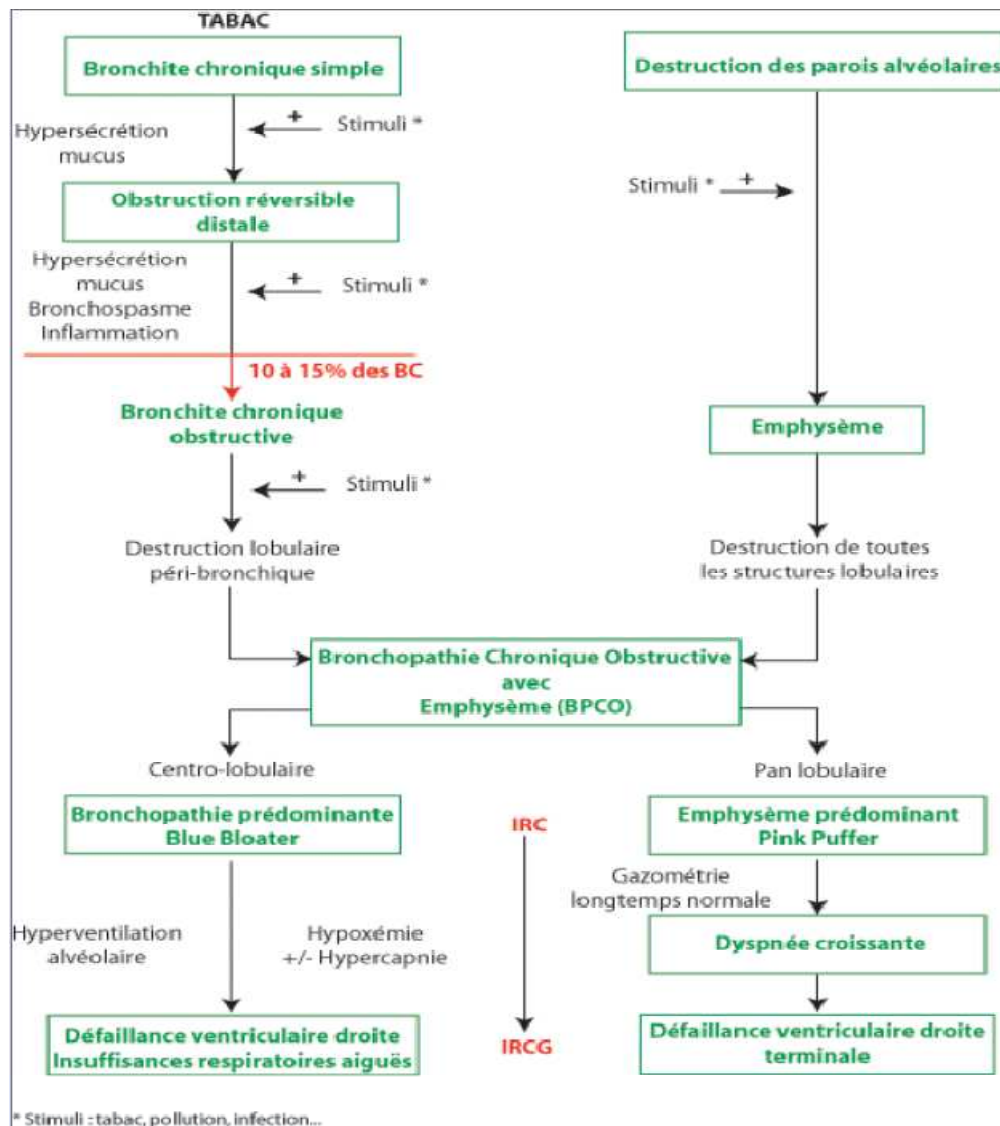 TABAC
Bronchite chronique simple
Destruction des parois alvéolaires
+
Stimuli *
Hypersécrétion
mucus
Stimuli *
+
Obstruction réversible
distale
Hypersécrétion
mucus
Bronchospasme
Inflammation
+
Stimuli *
10 à 15% des BC
Bronchite chronique
obstructive
Emphysème
+
Stimuli *
Destruction lobulaire
péri-bronchique
Destruction de toutes
les structures lobulaires
Bronchopathie Chronique Obstructive
avec
Emphysème (BPCO)
Centro-lobulaire
Pan lobulaire
Bronchopathie prédominante
Blue Bloater
IRC
Emphysème prédominant
Pink Puffer
Gazométrie
longtemps normale
Hyperventilation
alvéolaire
Hypoxémie
+/- Hypercapnie
Dyspnée croissante
Défaillance ventriculaire droite
Insuffisances respiratoires aiguës
IRCG
Défaillance ventriculaire droite
terminale
* Stimuli : tabac, pollution, infection...